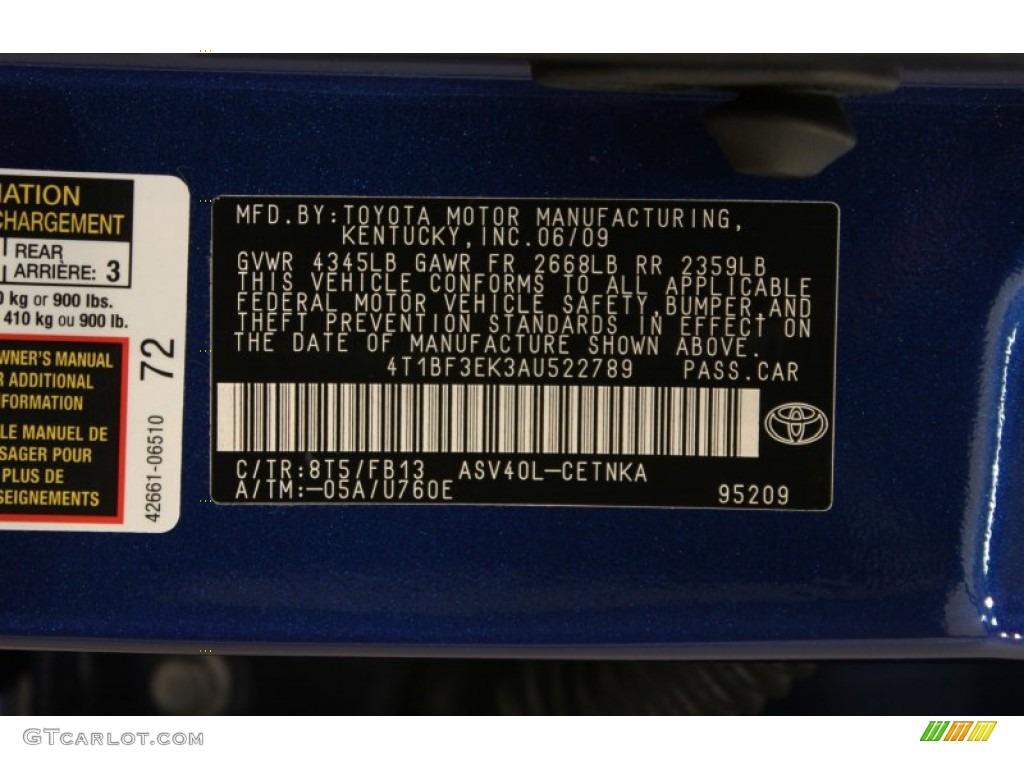 IATION
CHARGEMENT
REAR
ARRIÈRE: 3
0 kg or 900 lbs.
410 kg ou 900 lb.
OWNER'S MANUAL
R ADDITIONAL
NFORMATION
LE MANUEL DE
SAGER POUR
PLUS DE
SEIGNEMENTS
72
42661-06510
MFD.BY:TOYOTA MOTOR MANUFACTURING,
KENTUCKY,INC.06/09
GVWR 4345LB GAWR FR 2668LB RR 2359LB
THIS VEHICLE CONFORMS TO ALL APPLICABLE
FEDERAL MOTOR VEHICLE SAFETY,BUMPER,AND
THEFT PREVENTION STANDARDS IN EFFECT ON
THE DATE OF MANUFACTURE SHOWN ABOVE.
4T1BF3EK3AU522789 PASS.CAR
C/TR:8T5/FB13 ASV40L-CETNKA
A/TM:-05A/U760E 95209
GTCARLOT.COM